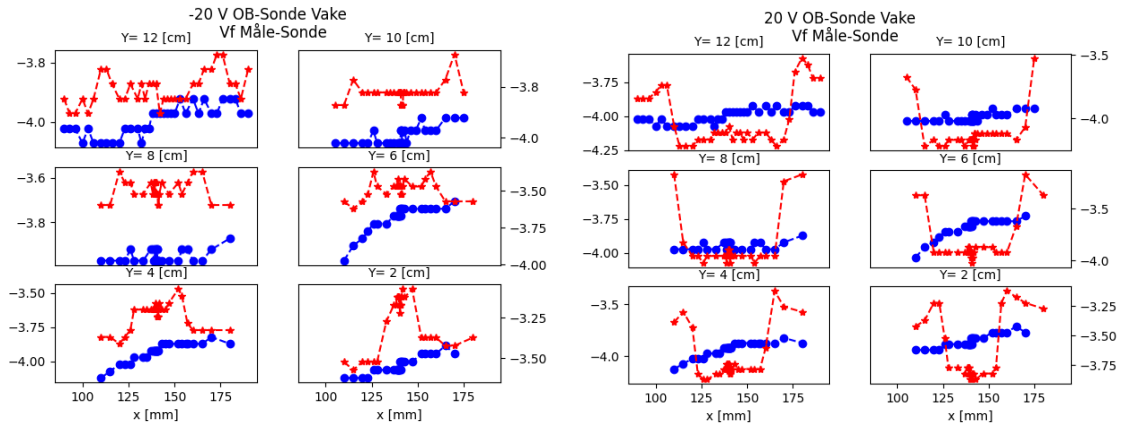 -20 V OB-Sonde Vake
Vf Måle-Sonde
Y= 12 [cm]
Y= 10 [cm]
−3.8
−4.0
−3.8
−4.0
Y= 8 [cm]
Y= 6 [cm]
−3.6
−3.8
−3.50
−3.75
−4.00
Y= 4 [cm]
Y= 2 [cm]
−3.50
−3.75
−4.00
−3.25
−3.50
100
125
150
175
100
125
150
175
x [mm]
x [mm]
20 V OB-Sonde Vake
Vf Måle-Sonde
Y= 12 [cm]
Y= 10 [cm]
−3.75
−4.00
−4.25
−3.5
−4.0
Y= 8 [cm]
Y= 6 [cm]
−3.50
−3.75
−4.00
−3.5
−4.0
Y= 4 [cm]
Y= 2 [cm]
−3.5
−4.0
−3.25
−3.50
−3.75
100
125
150
175
100
125
150
175
x [mm]
x [mm]